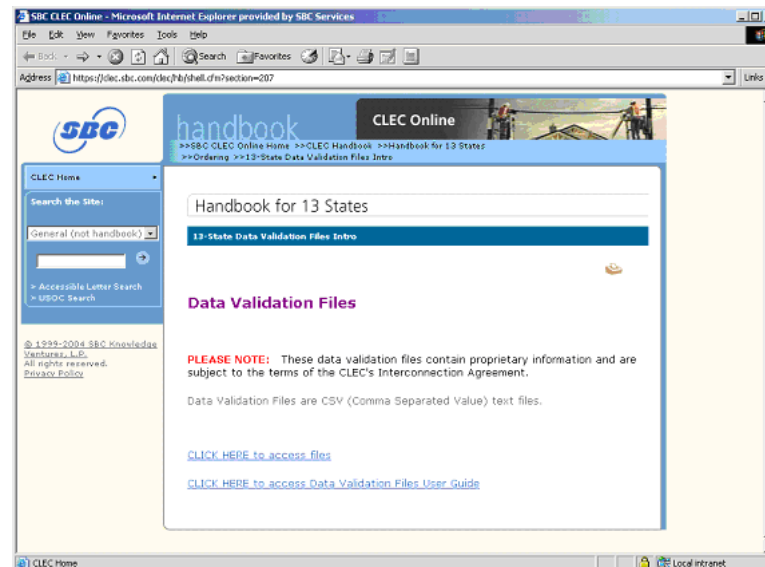 SBC CLEC Online - Microsoft Internet Explorer provided by SBC Services
File Edit View Favorites Tools Help
Back Search Favorites
Address https://clec.sbc.com/clec/hb/shell.cfm?section=207 Links
SBC
handbook
CLEC Online
>>SBC CLEC Online Home >>CLEC Handbook >>Handbook for 13 States
>>Ordering >>13-State Data Validation Files Intro
CLEC Home
Search the Site:
General (not handbook)
> Accessible Letter Search
> USOC Search
© 1999-2004 SBC Knowledge
Ventures, L.P.
All rights reserved.
Privacy Policy
Handbook for 13 States
13-State Data Validation Files Intro
Data Validation Files
PLEASE NOTE: These data validation files contain proprietary information and are
subject to the terms of the CLEC's Interconnection Agreement.
Data Validation Files are CSV (Comma Separated Value) text files.
CLICK HERE to access files
CLICK HERE to access Data Validation Files User Guide
CLEC Home
Local intranet